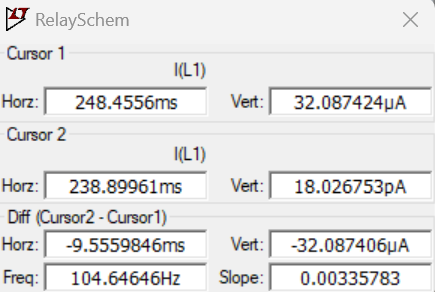 RelaySchem
Cursor 1
I(L1)
Horz: 248.4556ms Vert: 32.087424µA
Cursor 2
I(L1)
Horz: 238.89961ms Vert: 18.026753pA
Diff (Cursor2 - Cursor1)
Horz: -9.5559846ms Vert: -32.087406µA
Freq: 104.64646Hz Slope: 0.00335783